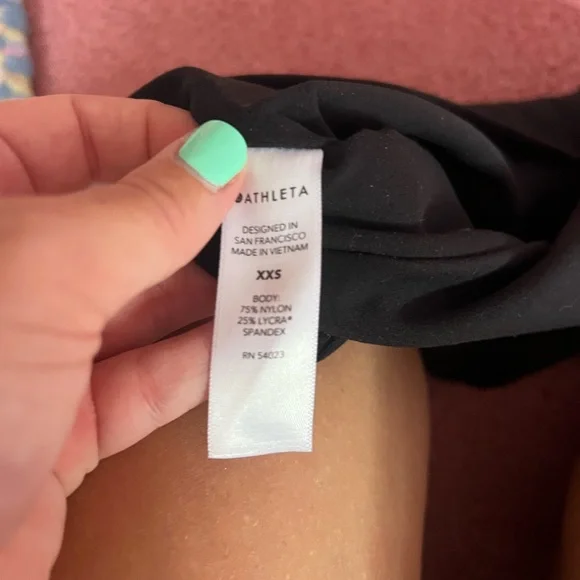 ATHLETA
DESIGNED IN
SAN FRANCISCO
MADE IN VIETNAM
XXS
BODY:
75% NYLON
25% LYCRA®
SPANDEX
RN 54023